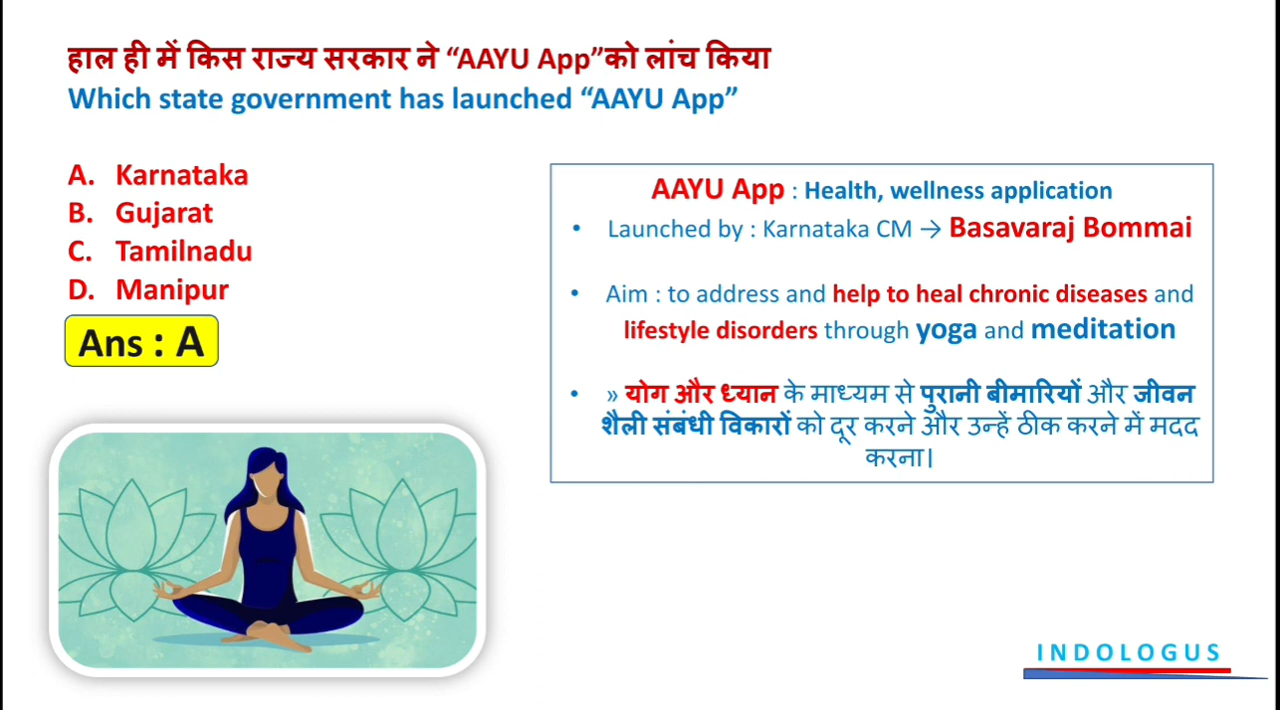 हाल ही में किस राज्य सरकार ने “AAYU App”को लांच किया
Which state government has launched “AAYU App”
A. Karnataka
B. Gujarat
C. Tamilnadu
D. Manipur
Ans : A
AAYU App : Health, wellness application
• Launched by : Karnataka CM → Basavaraj Bommai
• Aim : to address and help to heal chronic diseases and
lifestyle disorders through yoga and meditation
• » योग और ध्यान के माध्यम से पुरानी बीमारियों और जीवन
शैली संबंधी विकारों को दूर करने और उन्हें ठीक करने में मदद
करना।
INDOLOGUS